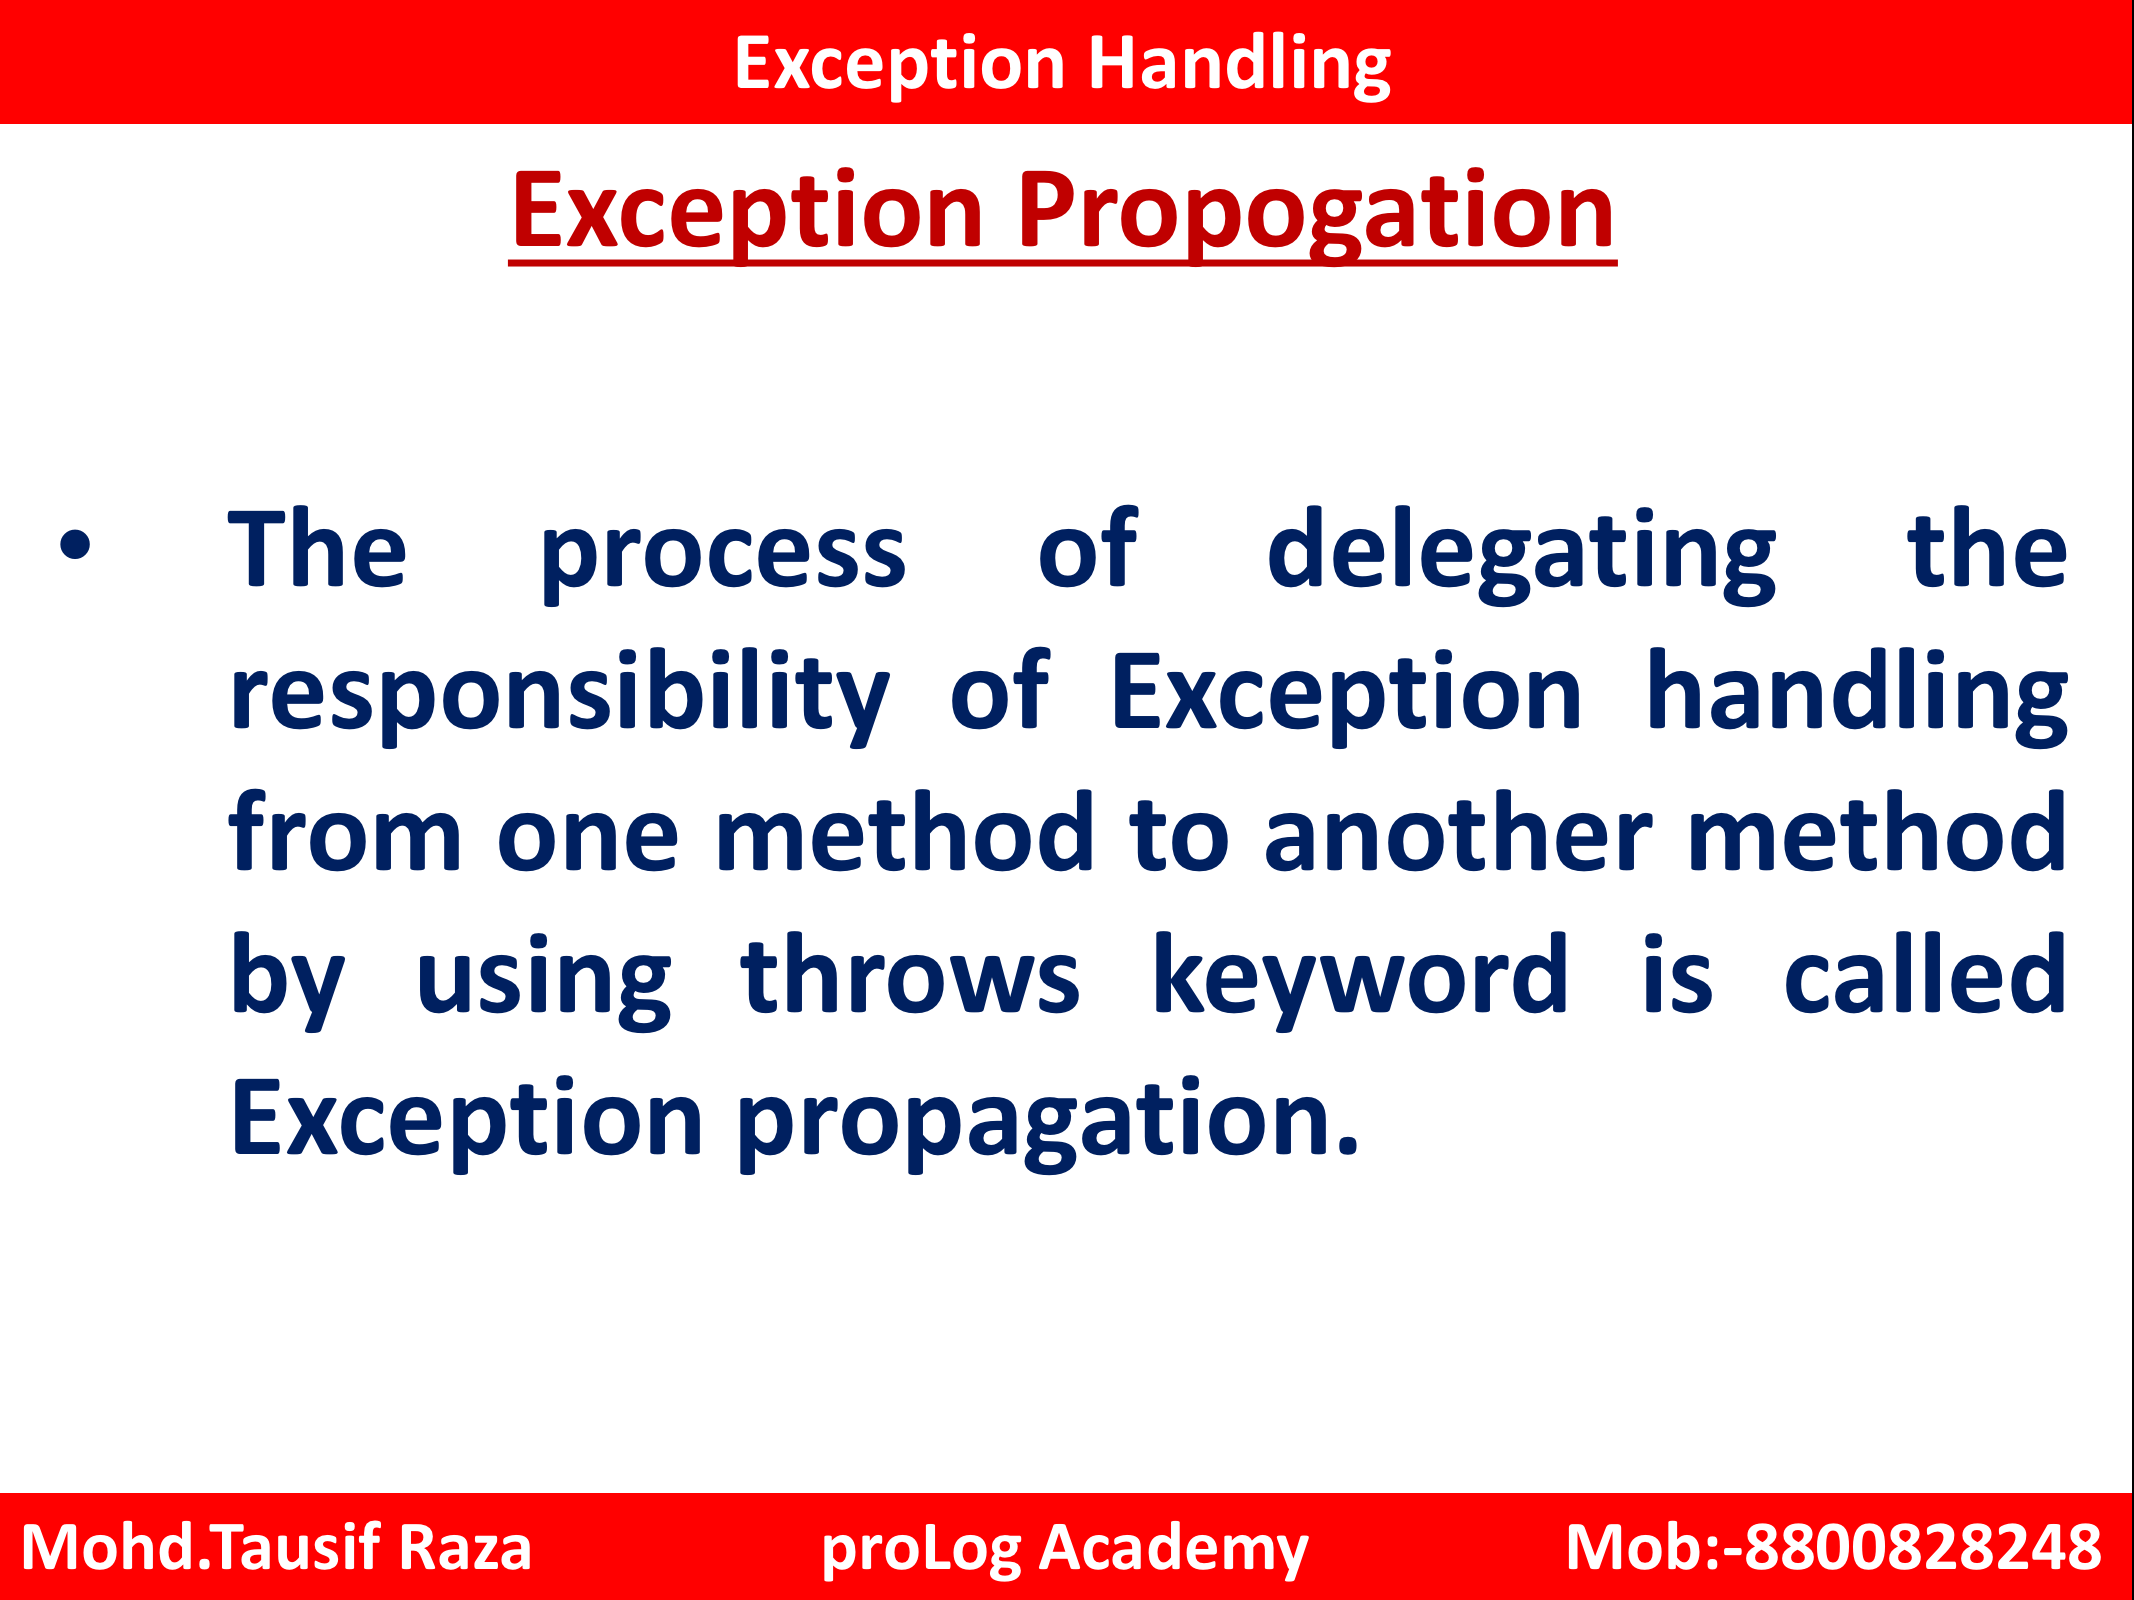 Exception Handling
Exception Propogation
• The process of delegating the
responsibility of Exception handling
from one method to another method
by using throws keyword is called
Exception propagation.
Mohd.Tausif Raza proLog Academy Mob:-8800828248